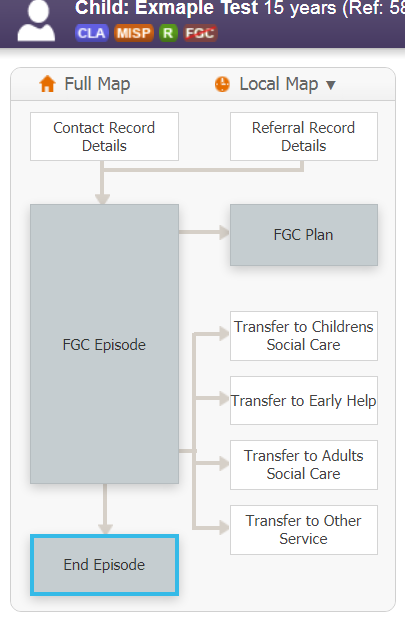 Child: Exmaple Test 15 years (Ref: 58
CLA MISP R FGC
Full Map
Local Map ▼
Contact Record
Details
Referral Record
Details
FGC Episode
FGC Plan
Transfer to Childrens
Social Care
Transfer to Early Help
Transfer to Adults
Social Care
Transfer to Other
Service
End Episode